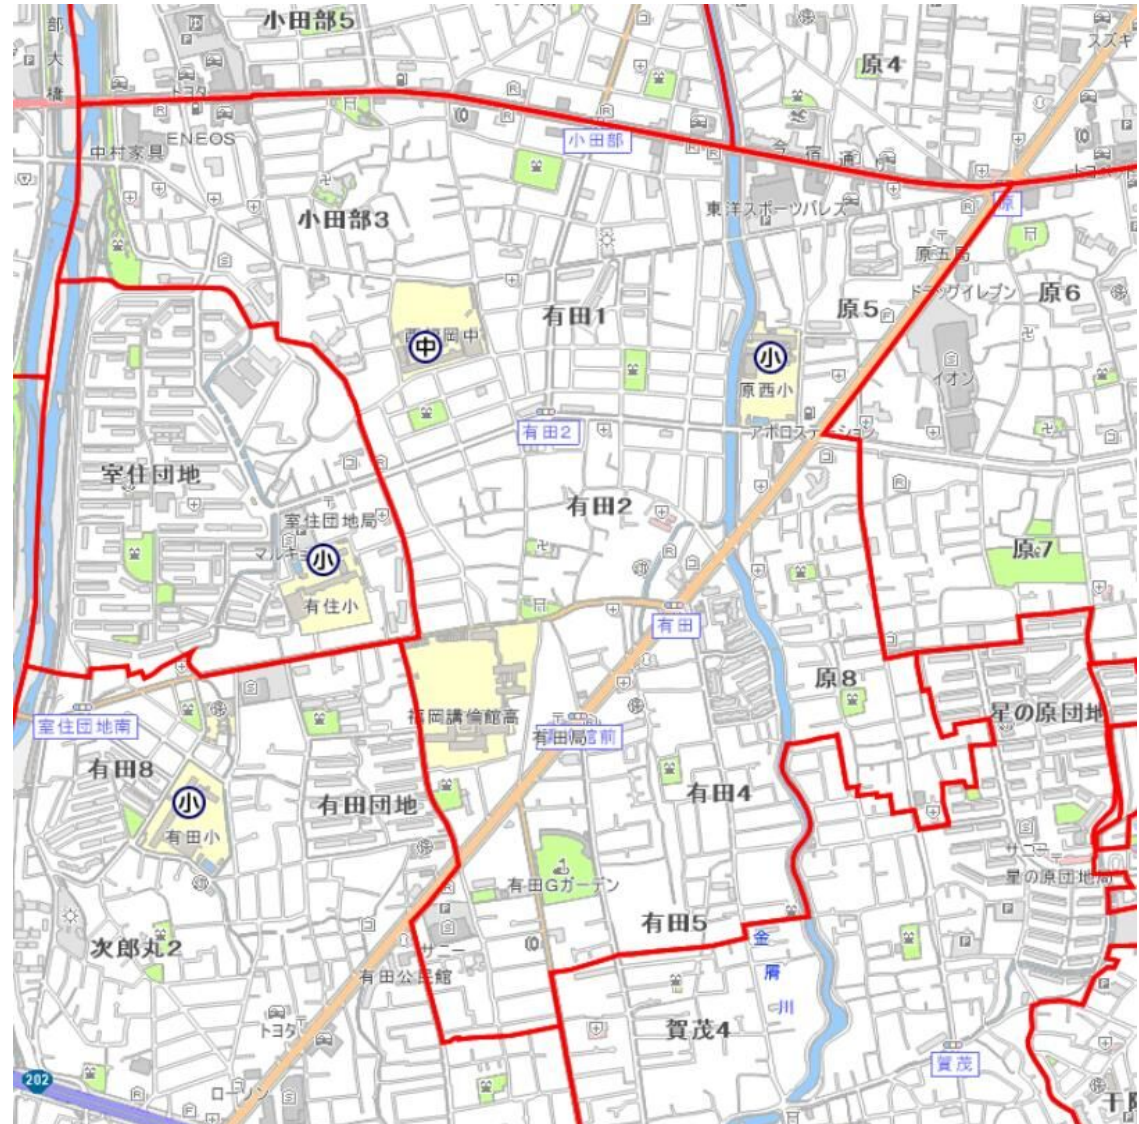 部
大
橋
小田部5
トヨタ
ENEOS
中村家具
小田部
原4
スズキ
今宿通
原
小田部3
東洋スポーツパレス
原五局
ドラッグイレブン
原6
原5
有田1
中
小
原西小
イオン
有田2
アポロステーション
室住団地
有田2
室住団地局
小
有住小
原7
有田
原8
星の原団地
室住団地南
福岡講倫館高
有田局
有田8
小
有田小
有田団地
有田4
星の原団地局
有田Gガーデン
有田5
次郎丸2
サニー
有田公民館
金
屑
川
トヨタ
賀茂4
賀茂
202
ローソン